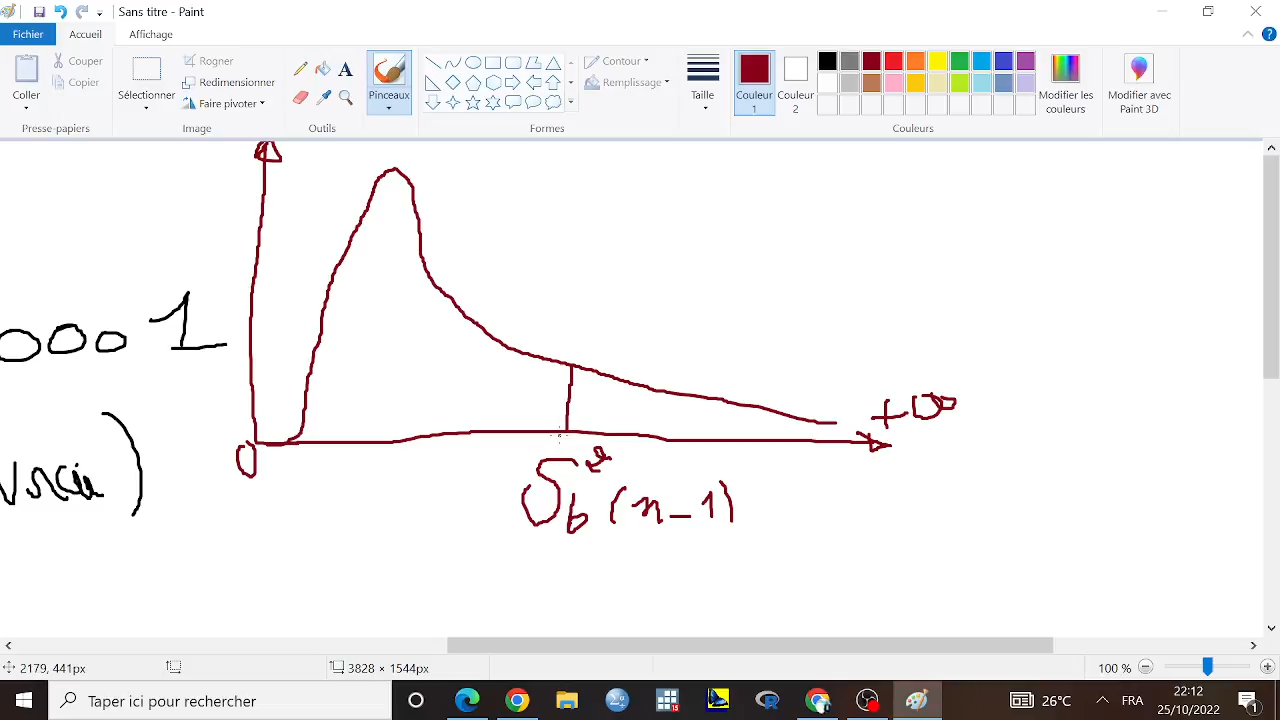 Sans titre - Paint
Fichier Accueil Affichage
Coller
Couper
Copier
Presse-papiers
Sélectionner
Rogner
Redimensionner
Faire pivoter
Image
Outils
Pinceaux
Contour
Remplissage
Formes
Taille
Couleur 1
Couleur 2
Modifier les couleurs
Modifier avec Paint 3D
Couleurs
0001
+∞
0
(n-1)
2179, 441px
3828 × 1544px
100 %
Taper ici pour rechercher
26°C
FRA
22:12
25/10/2022
1